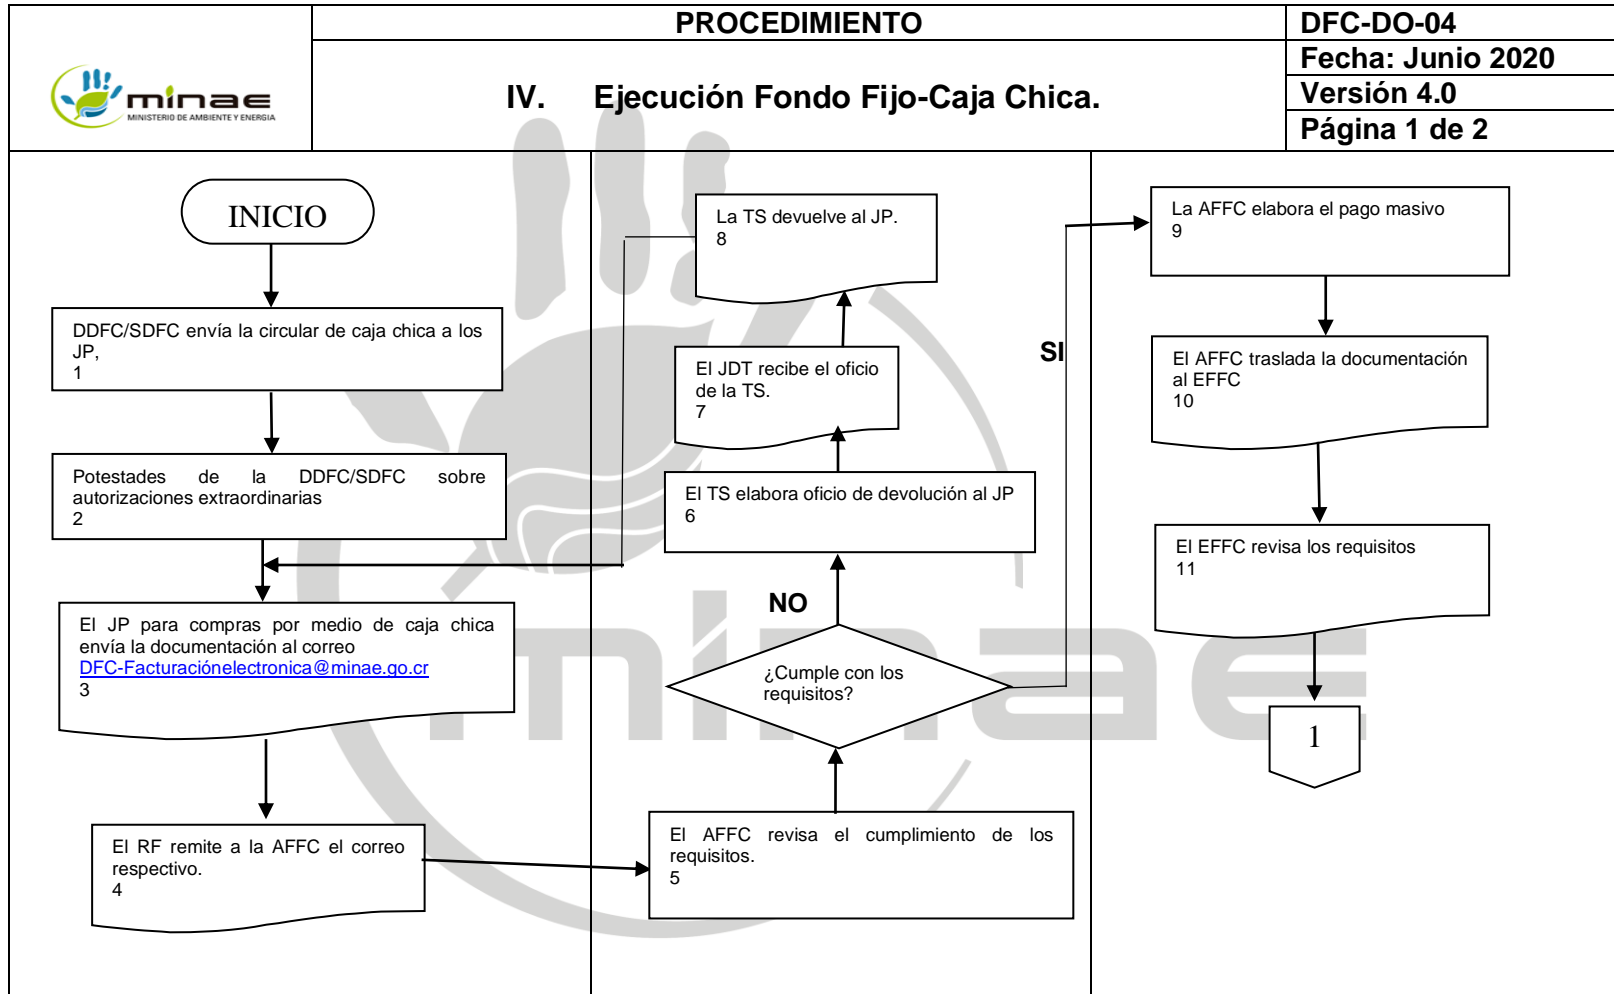 minae
MINISTERIO DE AMBIENTE Y ENERGIA
PROCEDIMIENTO
IV. Ejecución Fondo Fijo-Caja Chica.
DFC-DO-04
Fecha: Junio 2020
Versión 4.0
Página 1 de 2
INICIO
DDFC/SDFC envía la circular de caja chica a los
JP,
1
Potestades de la DDFC/SDFC sobre
autorizaciones extraordinarias
2
El JP para compras por medio de caja chica
envía la documentación al correo
DFC-Facturaciónelectronica@minae.go.cr
3
El RF remite a la AFFC el correo
respectivo.
4
La TS devuelve al JP.
8
El JDT recibe el oficio
de la TS.
7
El TS elabora oficio de devolución al JP
6
NO
SI
¿Cumple con los
requisitos?
El AFFC revisa el cumplimiento de los
requisitos.
5
La AFFC elabora el pago masivo
9
El AFFC traslada la documentación
al EFFC
10
El EFFC revisa los requisitos
11
1
minae